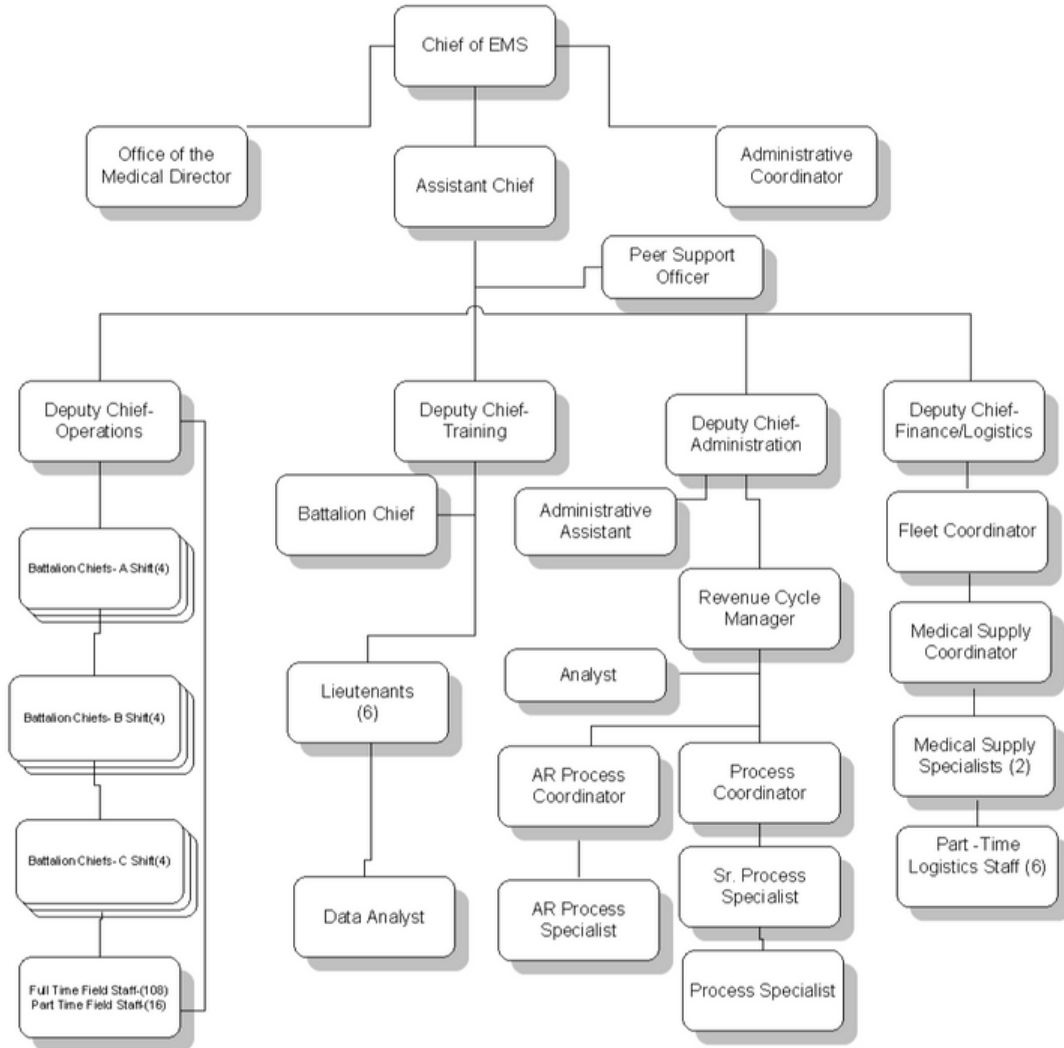 Chief of EMS
Office of the
Medical Director
Assistant Chief
Administrative
Coordinator
Peer Support
Officer
Deputy Chief-
Operations
Deputy Chief-
Training
Deputy Chief-
Administration
Deputy Chief-
Finance/Logistics
Battalion Chief
Administrative
Assistant
Fleet Coordinator
Battalion Chiefs- A Shift(4)
Revenue Cycle
Manager
Medical Supply
Coordinator
Battalion Chiefs- B Shift(4)
Lieutenants
(6)
Analyst
AR Process
Coordinator
Process
Coordinator
Medical Supply
Specialists (2)
Battalion Chiefs- C Shift(4)
Data Analyst
AR Process
Specialist
Sr. Process
Specialist
Part -Time
Logistics Staff (6)
Full Time Field Staff-(108)
Part Time Field Staff-(16)
Process Specialist